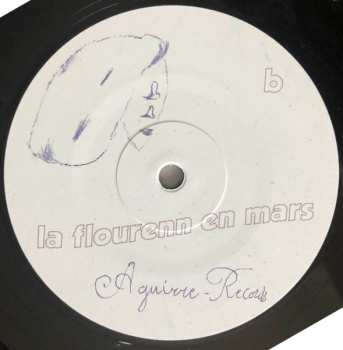 b
la flourenn en mars
Aguirre-Records